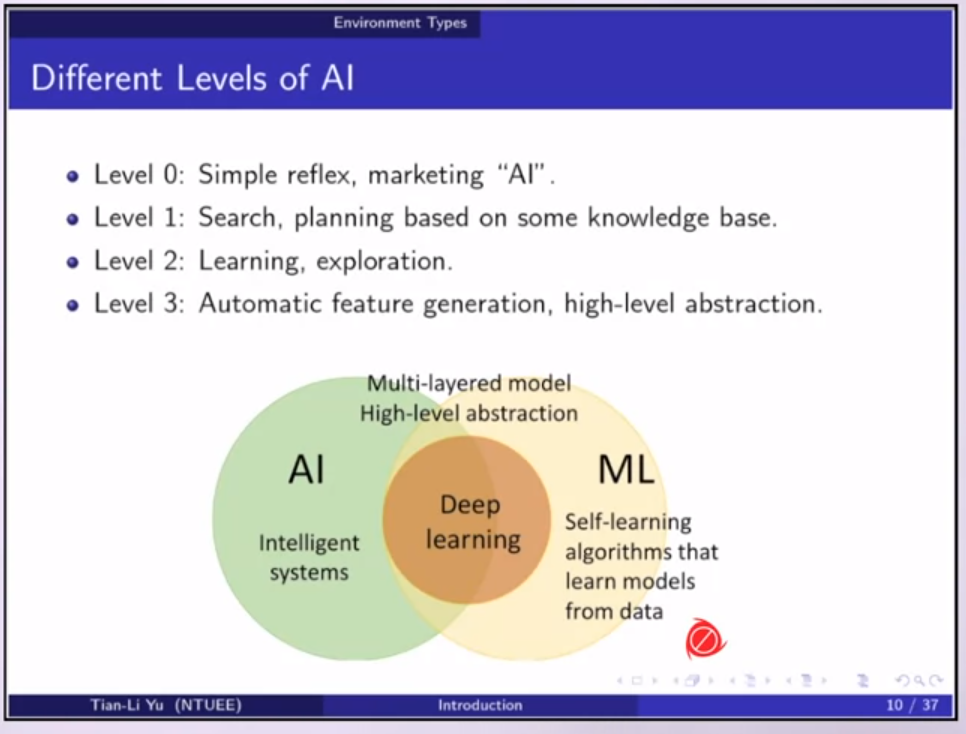 Environment Types
Different Levels of AI
Level 0: Simple reflex, marketing “AI”.
Level 1: Search, planning based on some knowledge base.
Level 2: Learning, exploration.
Level 3: Automatic feature generation, high-level abstraction.
Multi-layered model
High-level abstraction
AI
Intelligent
systems
Deep
learning
ML
Self-learning
algorithms that
learn models
from data
Tian-Li Yu (NTUEE)
Introduction
10 / 37